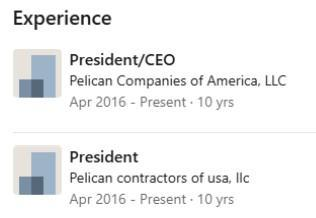 Experience
President/CEO
Pelican Companies of America, LLC
Apr 2016 - Present · 10 yrs
President
Pelican contractors of usa, llc
Apr 2016 - Present · 10 yrs